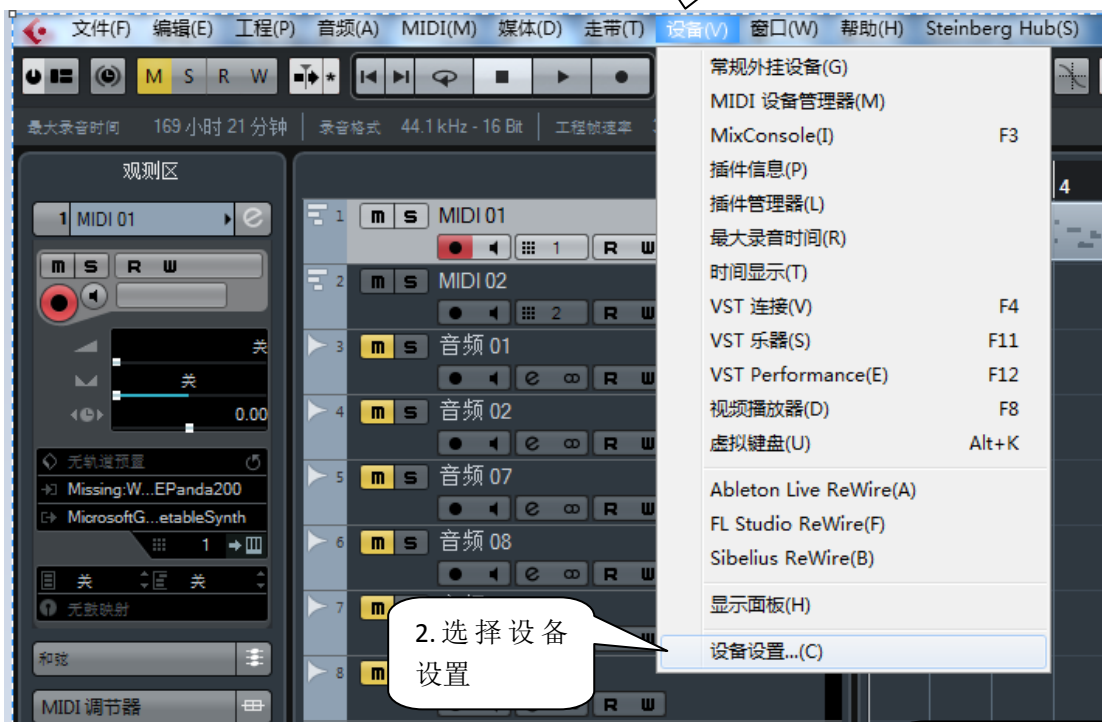 文件(F) 编辑(E) 工程(P) 音频(A) MIDI(M) 媒体(D) 走带(T) 设备(V) 窗口(W) 帮助(H) Steinberg Hub(S)
M S R W
最大录音时间 169 小时 21 分钟 录音格式 44.1 kHz - 16 Bit 工程帧速率
观测区
1 MIDI 01 e
m s R W
关
关
0.00
无轨道预置
Missing:W...EPanda200
MicrosoftG...etableSynth
1
关 关
无鼓映射
和弦
MIDI 调节器
4
1 m s MIDI 01
1 R W
2 m s MIDI 02
2 R W
3 m s 音频 01
e R W
4 m s 音频 02
e R W
5 m s 音频 07
e R W
6 m s 音频 08
e R W
7 m
8 m
R W
常规外挂设备(G)
MIDI 设备管理器(M)
MixConsole(I) F3
插件信息(P)
插件管理器(L)
最大录音时间(R)
时间显示(T)
VST 连接(V) F4
VST 乐器(S) F11
VST Performance(E) F12
视频播放器(D) F8
虚拟键盘(U) Alt+K
Ableton Live ReWire(A)
FL Studio ReWire(F)
Sibelius ReWire(B)
显示面板(H)
设备设置...(C)
2.选择设备
设置